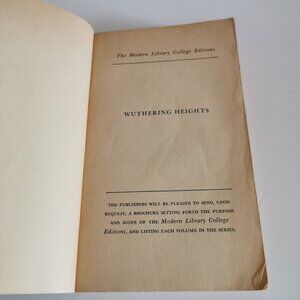 The Modern Library College Editions
WUTHERING HEIGHTS
THE PUBLISHERS WILL BE PLEASED TO SEND, UPON
REQUEST, A BROCHURE SETTING FORTH THE PURPOSE
AND SCOPE OF THE Modern Library College
Editions, AND LISTING EACH VOLUME IN THE SERIES.